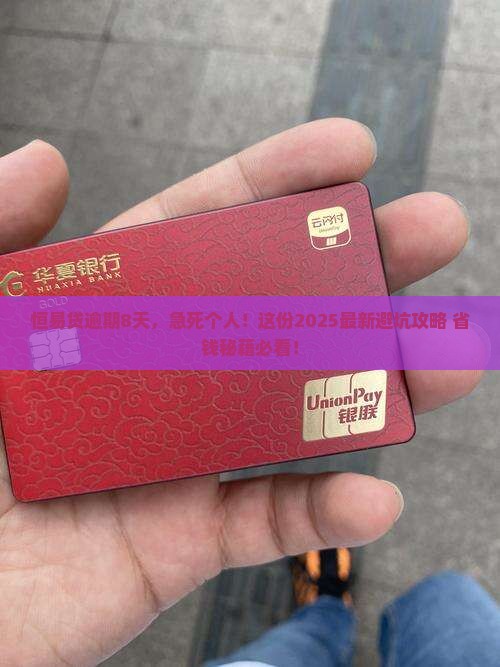 云闪付
UnionPay
华夏银行
HUAXIA BANK
GOLD
恒易贷逾期8天，急死个人！这份2025最新避坑攻略 省
钱秘籍必看！
UnionPay
银联